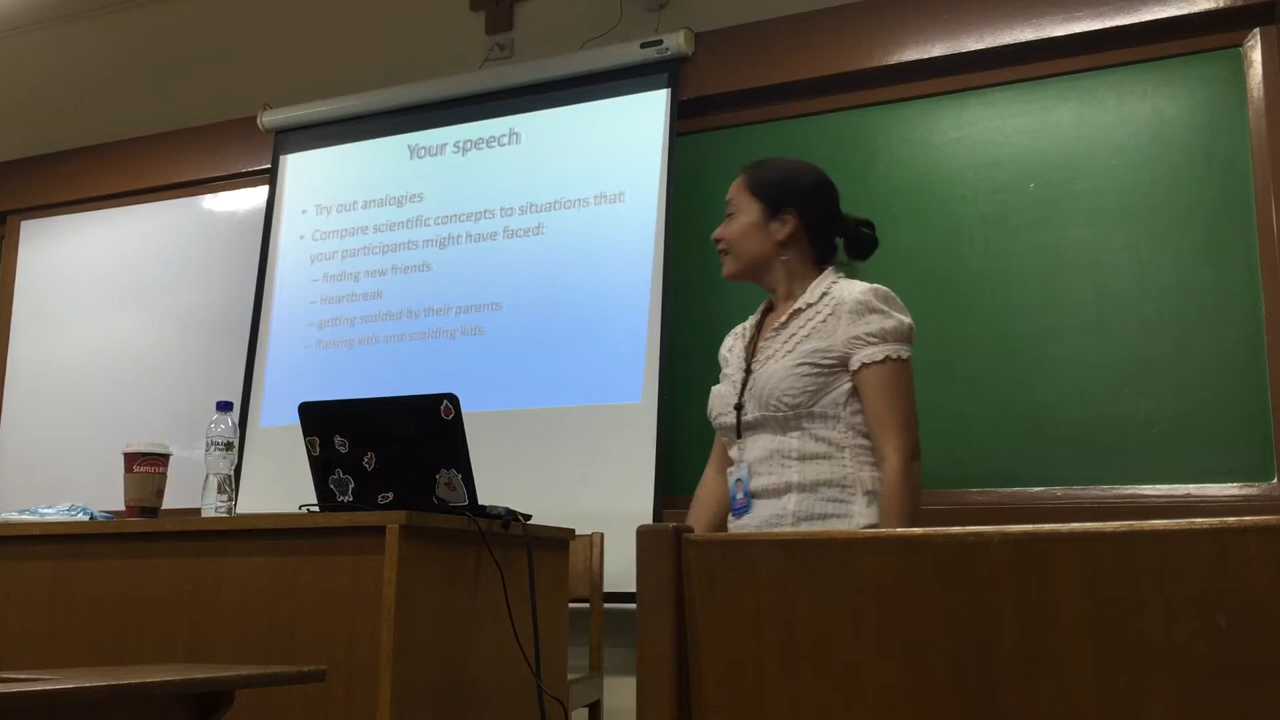 Your speech
• Try out analogies
• Compare scientific concepts to situations that
your participants might have faced:
– finding new friends
– Heartbreak
– getting scolded by their parents
– Raising kids and scolding kids
SEATTLE'S